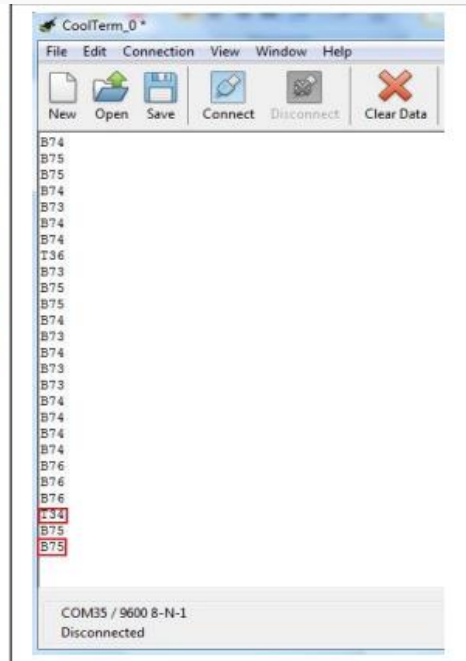 CoolTerm_0 *
File Edit Connection View Window Help
New Open Save Connect Disconnect Clear Data
B74
B75
B75
B74
B73
B74
B74
T36
B73
B75
B75
B74
B73
B74
B73
B73
B74
B74
B74
B74
B76
B76
B76
T34
B75
B75
COM35 / 9600 8-N-1
Disconnected